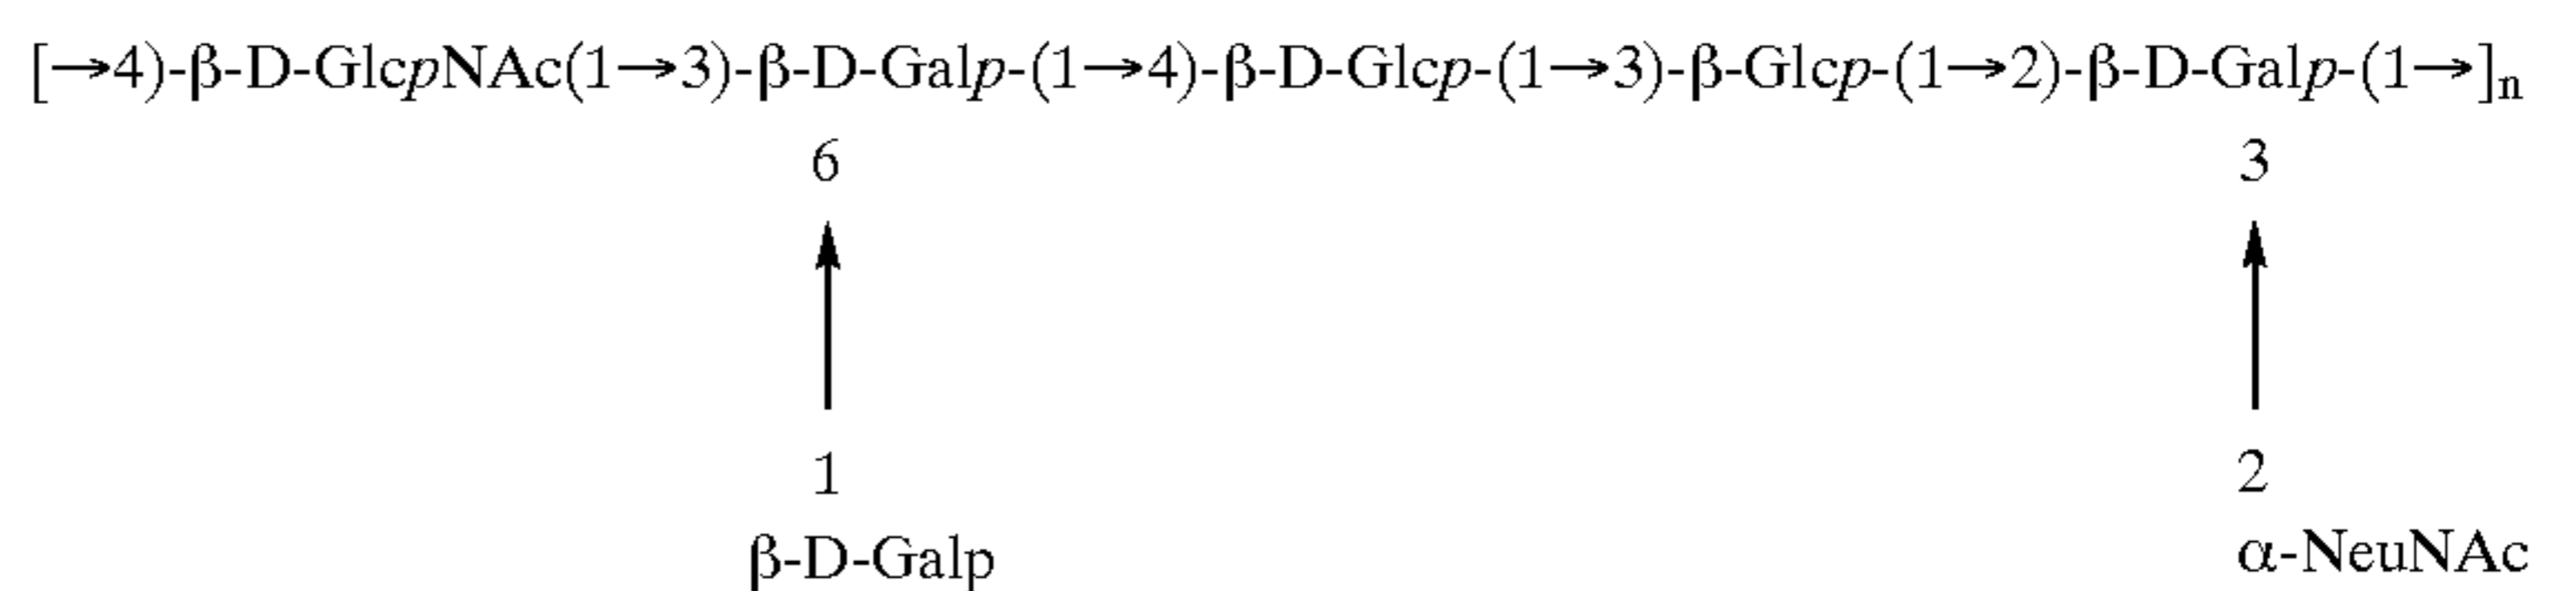 [→4)-β-D-GlcpNAc(1→3)-β-D-Galp-(1→4)-β-D-Glcp-(1→3)-β-Glcp-(1→2)-β-D-Galp-(1→]n
6 3
1 2
β-D-Galp α-NeuNAc